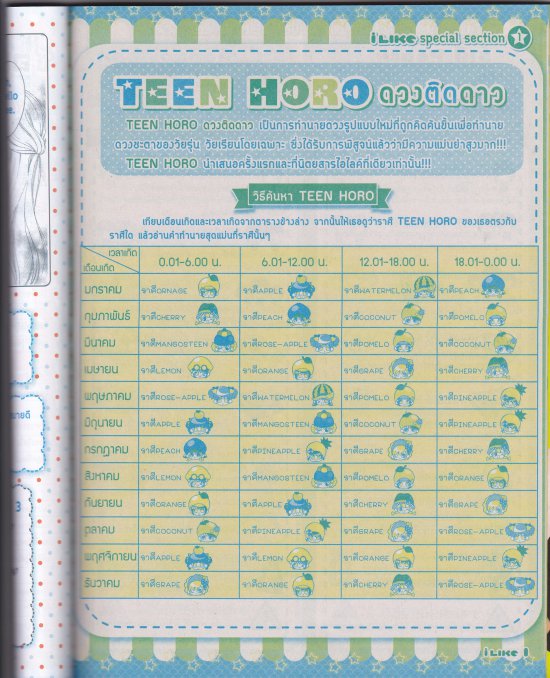 i LIKE special section 1
TEEN HORO ดวงติดดาว
TEEN HORO ดวงติดดาว เป็นการทำนายดวงรูปแบบใหม่ที่ถูกคิดค้นขึ้นเพื่อทำนาย
ดวงชะตาของวัยรุ่น วัยเรียนโดยเฉพาะ ซึ่งได้รับการพิสูจน์แล้วว่ามีความแม่นยำสูงมาก!!!
TEEN HORO นำเสนอครั้งแรกและที่นิตยสารไอไลค์ที่เดียวเท่านั้น!!!
วิธีค้นหา TEEN HORO
เทียบเดือนเกิดและเวลาเกิดจากตารางข้างล่าง จากนั้นให้เธอดูว่าราศี TEEN HORO ของเธอตรงกับ
ราศีใด แล้วอ่านคำทำนายสุดแม่นที่ราศีนั้นๆ
เวลาเกิด
เดือนเกิด 0.01-6.00 น. 6.01-12.00 น. 12.01-18.00 น. 18.01-0.00 น.
มกราคม ราศีORNAGE ราศีAPPLE ราศีWATERMELON ราศีPEACH
กุมภาพันธ์ ราศีCHERRY ราศีPEACH ราศีCOCONUT ราศีPOMELO
มีนาคม ราศีMANGOSTEEN ราศีROSE-APPLE ราศีPOMELO ราศีCOCONUT
เมษายน ราศีLEMON ราศีORANGE ราศีGRAPE ราศีCHERRY
พฤษภาคม ราศีROSE-APPLE ราศีWATERMELON ราศีPOMELO ราศีPINEAPPLE
มิถุนายน ราศีAPPLE ราศีMANGOSTEEN ราศีCOCONUT ราศีPINEAPPLE
กรกฎาคม ราศีPEACH ราศีPINEAPPLE ราศีGRAPE ราศีCHERRY
สิงหาคม ราศีLEMON ราศีMANGOSTEEN ราศีPOMELO ราศีORANGE
กันยายน ราศีORANGE ราศีAPPLE ราศีCHERRY ราศีGRAPE
ตุลาคม ราศีCOCONUT ราศีPINEAPPLE ราศีGRAPE ราศีROSE-APPLE
พฤศจิกายน ราศีAPPLE ราศีLEMON ราศีORANGE ราศีPINEAPPLE
ธันวาคม ราศีGRAPE ราศีORANGE ราศีCHERRY ราศีROSE-APPLE
i LIKE 1